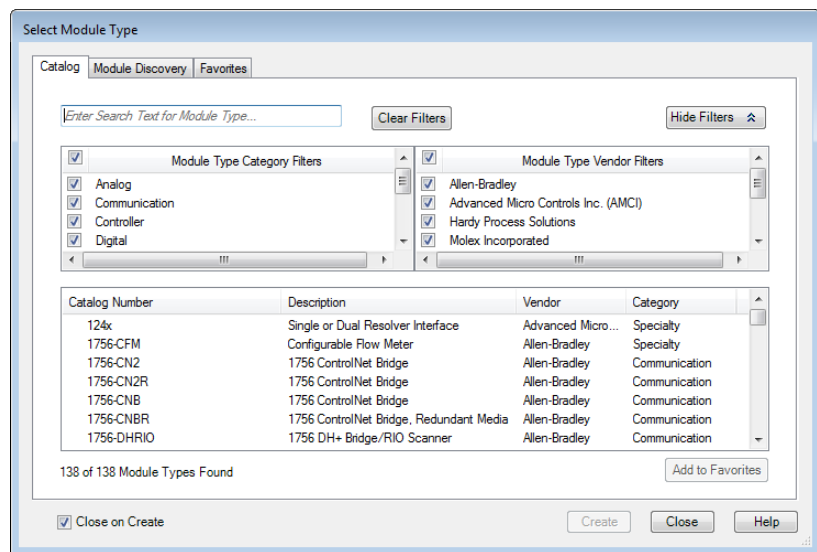 Select Module Type
Catalog Module Discovery Favorites
Enter Search Text for Module Type... Clear Filters Hide Filters
Module Type Category Filters Module Type Vendor Filters
Analog Allen-Bradley
Communication Advanced Micro Controls Inc. (AMCI)
Controller Hardy Process Solutions
Digital Molex Incorporated
Catalog Number Description Vendor Category
124x Single or Dual Resolver Interface Advanced Micro... Specialty
1756-CFM Configurable Flow Meter Allen-Bradley Specialty
1756-CN2 1756 ControlNet Bridge Allen-Bradley Communication
1756-CN2R 1756 ControlNet Bridge Allen-Bradley Communication
1756-CNB 1756 ControlNet Bridge Allen-Bradley Communication
1756-CNBR 1756 ControlNet Bridge, Redundant Media Allen-Bradley Communication
1756-DHRIO 1756 DH+ Bridge/RIO Scanner Allen-Bradley Communication
138 of 138 Module Types Found Add to Favorites
Close on Create Create Close Help